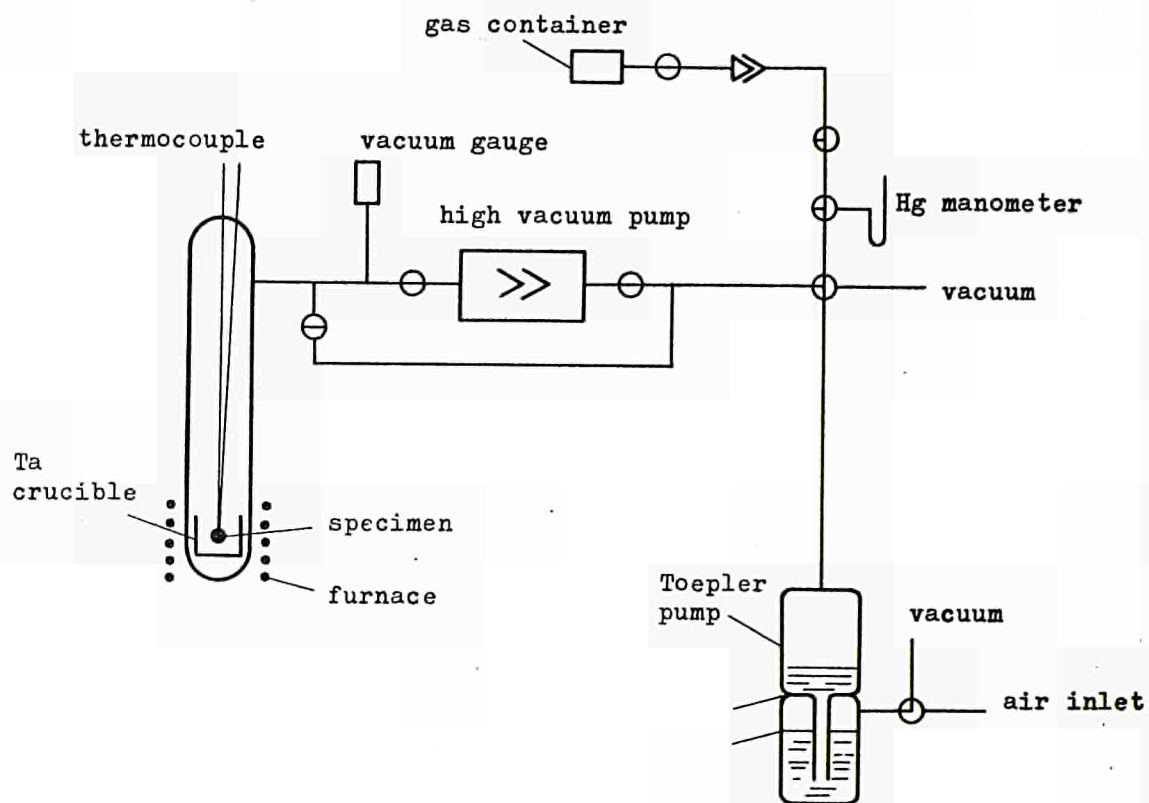 gas container
thermocouple
vacuum gauge
high vacuum pump
Hg manometer
vacuum
Ta
crucible
specimen
furnace
Toepler
pump
vacuum
air inlet